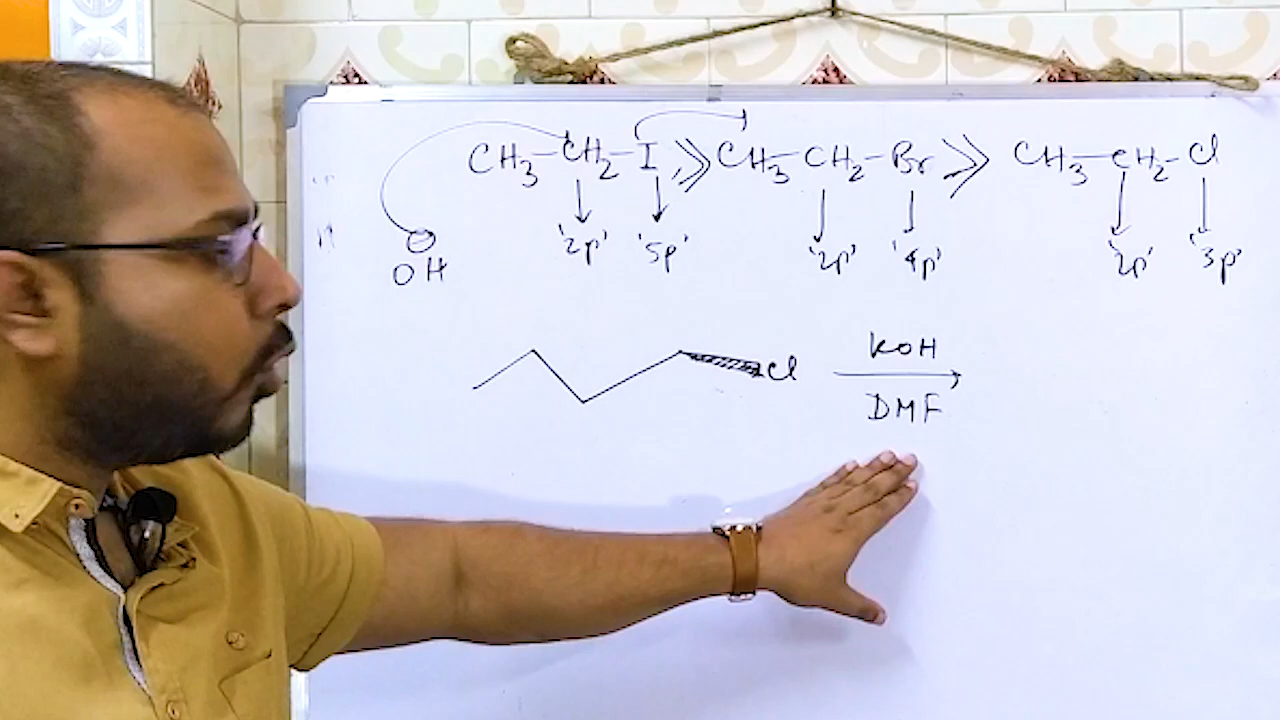 CH3-CH2-I >> CH3-CH2-Br >> CH3-CH2-Cl
'2p' '5p' '2p' '4p' '2p' '3p'
⊖
OH
Cl KOH
DMF